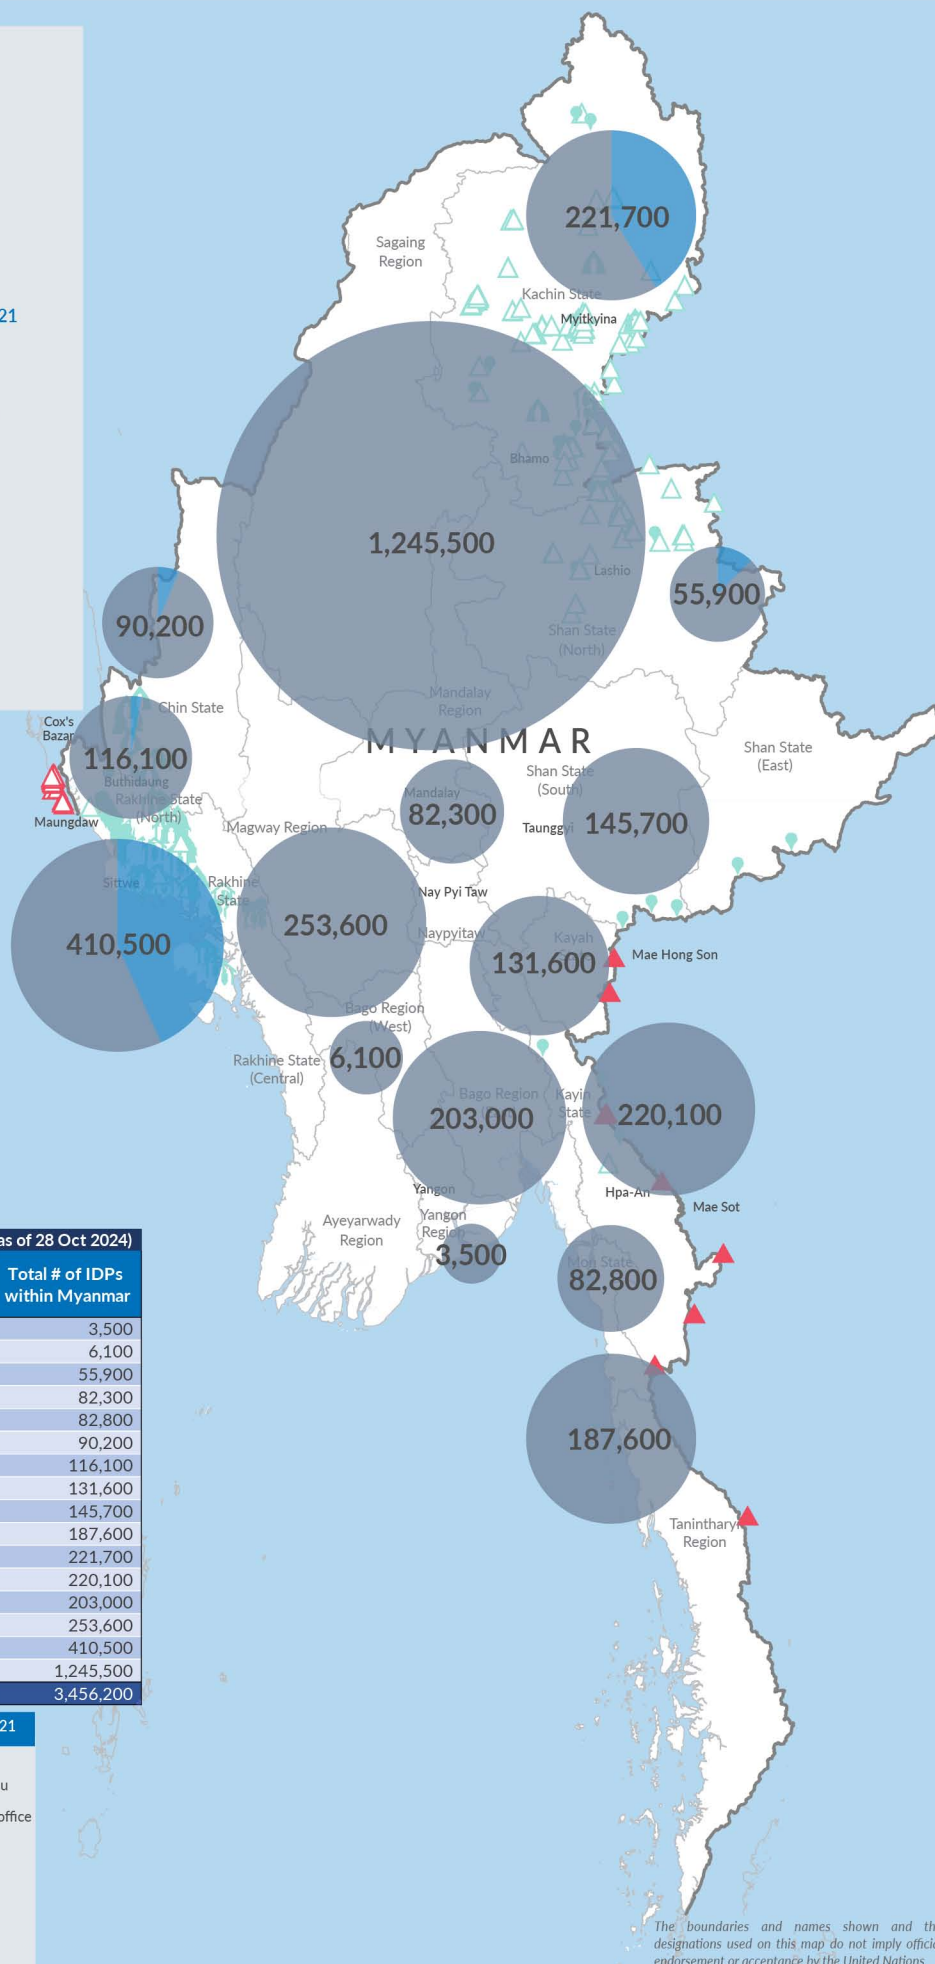 21
221,700
Sagaing
Region
Kachin State
Myitkyina
Bhamo
1,245,500
Lashio
55,900
90,200
Shan State
(North)
Mandalay
Region
Chin State
Cox's
Bazar
MYANMAR
116,100
Shan State
(East)
Buthidaung
Rakhine State
(North)
Maungdaw
Shan State
(South)
Mandalay
82,300
Taunggyi
145,700
Magway Region
Sittwe
Rakhine
State
Nay Pyi Taw
253,600
Naypyitaw
Kayah
410,500
131,600
Mae Hong Son
Bago Region
(West)
6,100
Rakhine State
(Central)
Bago Region
203,000
Kayin
State
220,100
Yangon
Hpa-An
Mae Sot
Ayeyarwady
Region
Yangon
Region
3,500
Mon State
82,800
as of 28 Oct 2024)
Total # of IDPs
within Myanmar
3,500
6,100
55,900
82,300
82,800
90,200
116,100
131,600
145,700
187,600
221,700
220,100
203,000
253,600
410,500
1,245,500
3,456,200
187,600
Tanintharyi
Region
21
u
office
The boundaries and names shown and th
designations used on this map do not imply offici
endorsement or acceptance by the United Nations